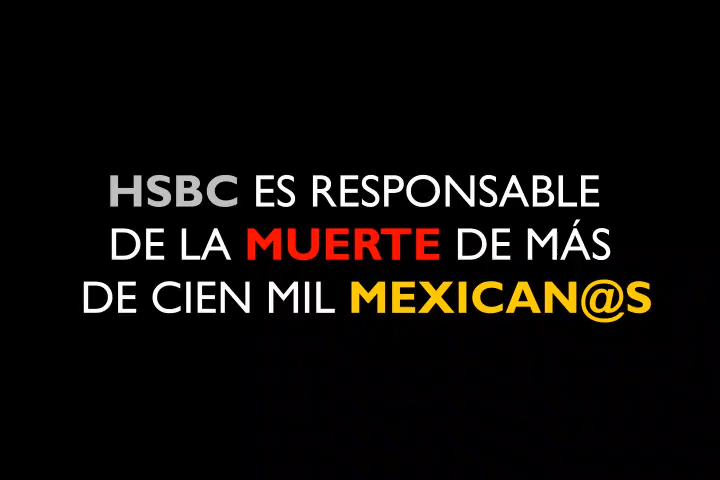 HSBC ES RESPONSABLE
DE LA MUERTE DE MÁS
DE CIEN MIL MEXICAN@S